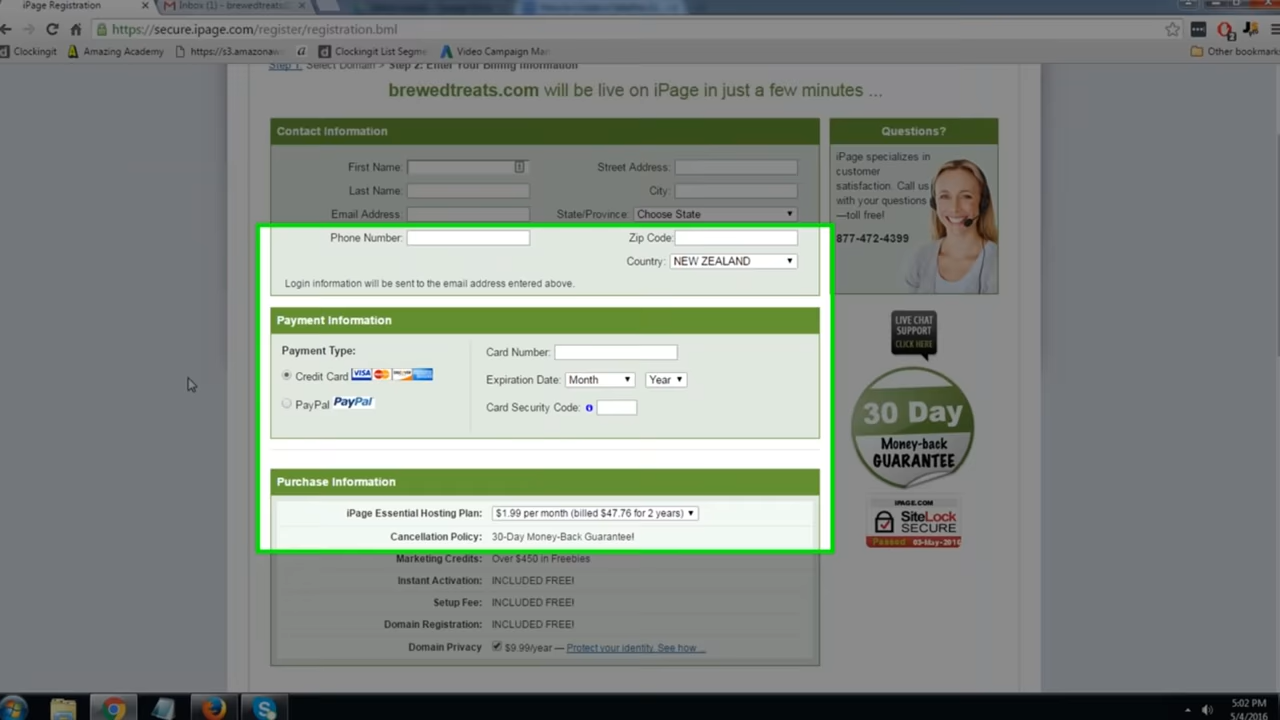 iPage Registration
Inbox (1) - brewedtreats
https://secure.ipage.com/register/registration.bml
Clockingit
Amazing Academy
https://s3.amazonaw
Clockingit List Segme
Video Campaign Man
Other bookmark
Step 1: Select Domain > Step 2: Enter Your Billing Information
brewedtreats.com will be live on iPage in just a few minutes ...
Contact Information
First Name:
Street Address:
Last Name:
City:
Email Address:
State/Province: Choose State
Phone Number:
Zip Code:
Country: NEW ZEALAND
Login information will be sent to the email address entered above.
Payment Information
Payment Type:
Credit Card VISA
PayPal PayPal
Card Number:
Expiration Date: Month Year
Card Security Code:
Purchase Information
iPage Essential Hosting Plan: $1.99 per month (billed $47.76 for 2 years)
Cancellation Policy: 30-Day Money-Back Guarantee!
Marketing Credits: Over $450 in Freebies
Instant Activation: INCLUDED FREE!
Setup Fee: INCLUDED FREE!
Domain Registration: INCLUDED FREE!
Domain Privacy $9.99/year — Protect your identity. See how ...
Questions?
iPage specializes in
customer
satisfaction. Call us
with your questions
—toll free!
877-472-4399
LIVE CHAT
SUPPORT
CLICK HERE
30 Day
Money-back
GUARANTEE
IPAGE.COM
SiteLock
SECURE
Passed 03-May-2016
5:02 PM
5/4/2016